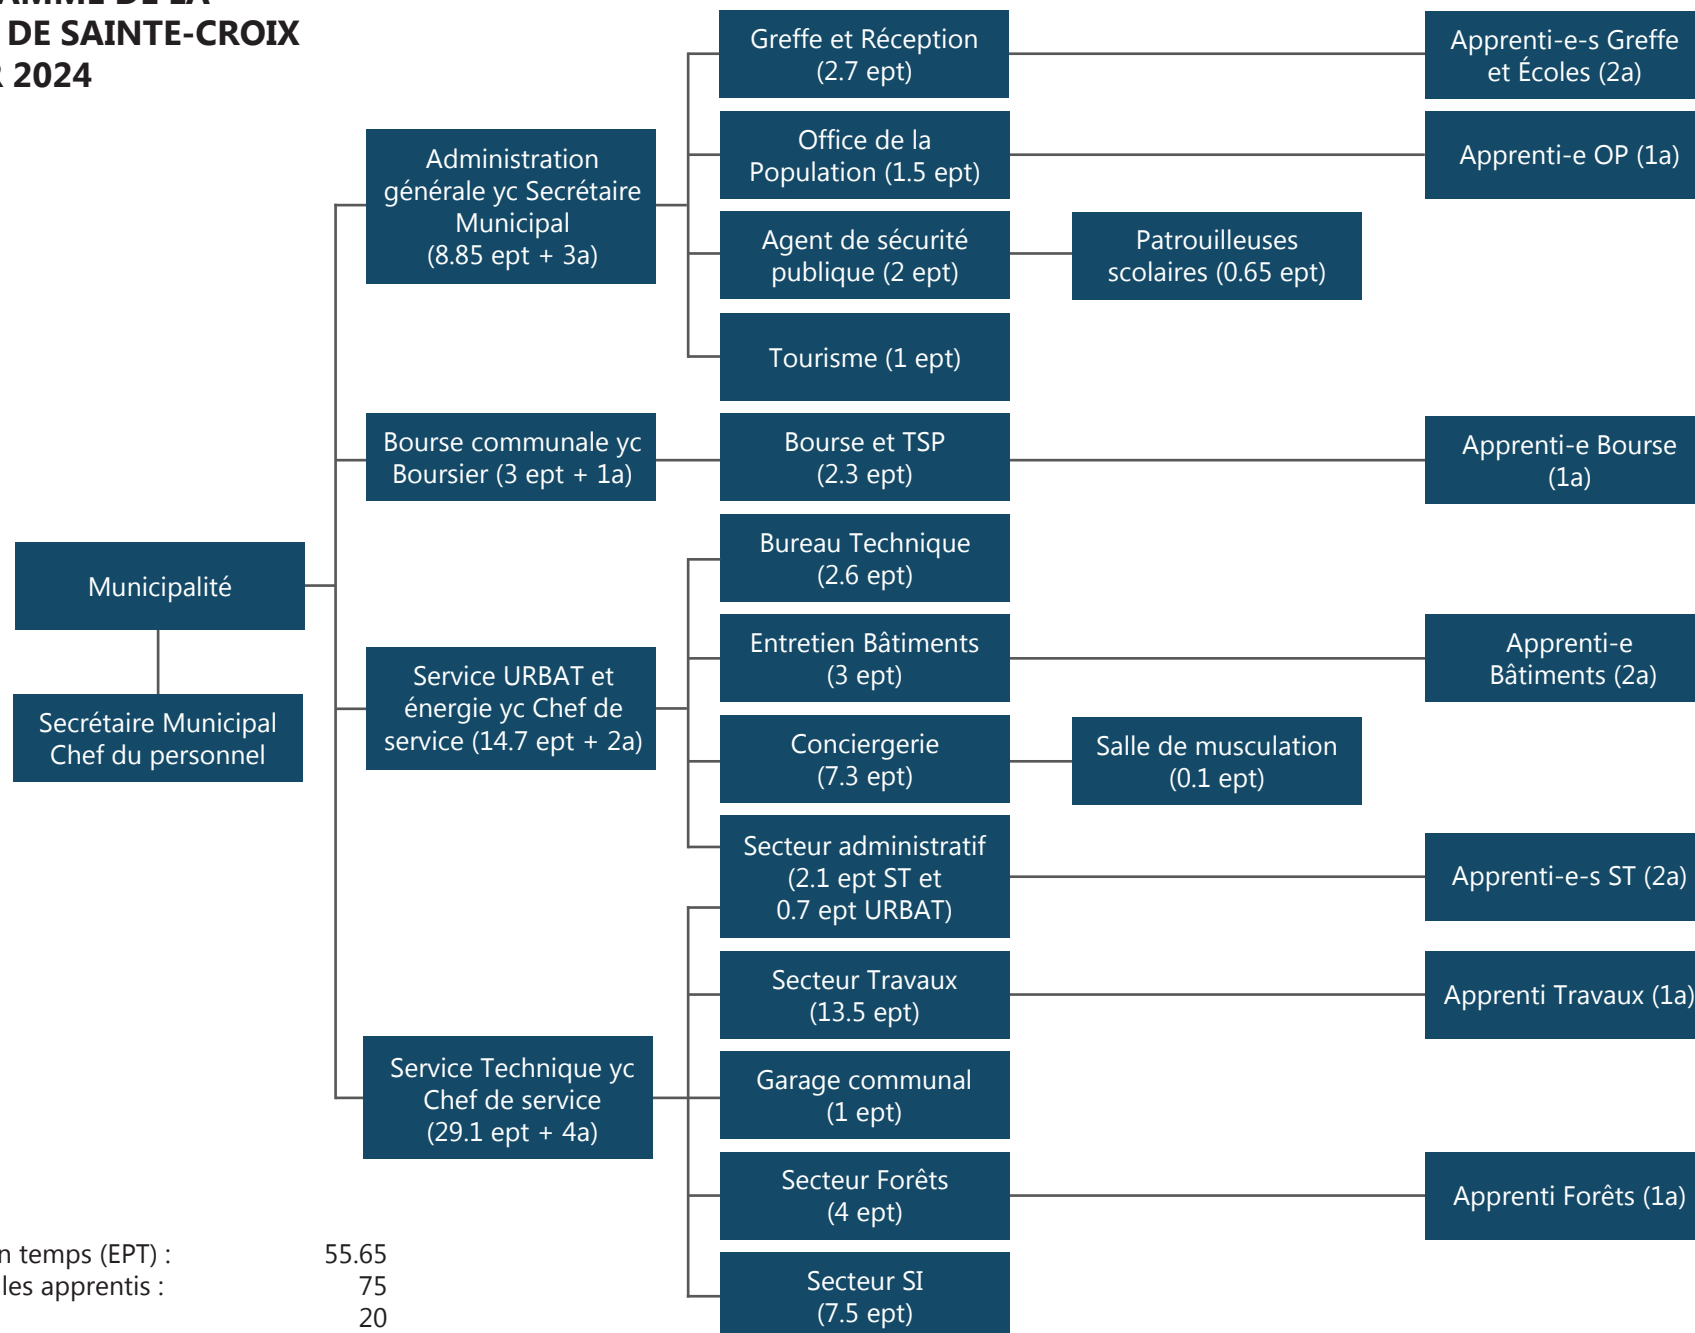 DE SAINTE-CROIX
2024
Greffe et Réception
(2.7 ept)
Apprenti-e-s Greffe
et Écoles (2a)
Administration
générale yc Secrétaire
Municipal
(8.85 ept + 3a)
Office de la
Population (1.5 ept)
Apprenti-e OP (1a)
Agent de sécurité
publique (2 ept)
Patrouilleuses
scolaires (0.65 ept)
Tourisme (1 ept)
Bourse communale yc
Boursier (3 ept + 1a)
Bourse et TSP
(2.3 ept)
Apprenti-e Bourse
(1a)
Municipalité
Secrétaire Municipal
Chef du personnel
Bureau Technique
(2.6 ept)
Service URBAT et
énergie yc Chef de
service (14.7 ept + 2a)
Entretien Bâtiments
(3 ept)
Apprenti-e
Bâtiments (2a)
Conciergerie
(7.3 ept)
Salle de musculation
(0.1 ept)
Secteur administratif
(2.1 ept ST et
0.7 ept URBAT)
Apprenti-e-s ST (2a)
Service Technique yc
Chef de service
(29.1 ept + 4a)
Secteur Travaux
(13.5 ept)
Apprenti Travaux (1a)
Garage communal
(1 ept)
Secteur Forêts
(4 ept)
Apprenti Forêts (1a)
Secteur SI
(7.5 ept)
temps (EPT) : 55.65
les apprentis : 75
20